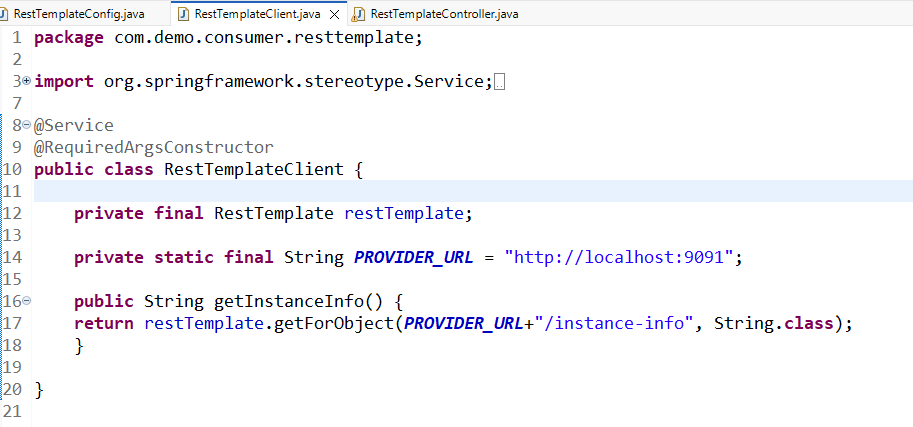 RestTemplateConfig.java RestTemplateClient.java RestTemplateController.java
1 package com.demo.consumer.resttemplate;
2
3 import org.springframework.stereotype.Service;
7
8 @Service
9 @RequiredArgsConstructor
10 public class RestTemplateClient {
11
12 private final RestTemplate restTemplate;
13
14 private static final String PROVIDER_URL = "http://localhost:9091";
15
16 public String getInstanceInfo() {
17 return restTemplate.getForObject(PROVIDER_URL+"/instance-info", String.class);
18 }
19
20 }
21